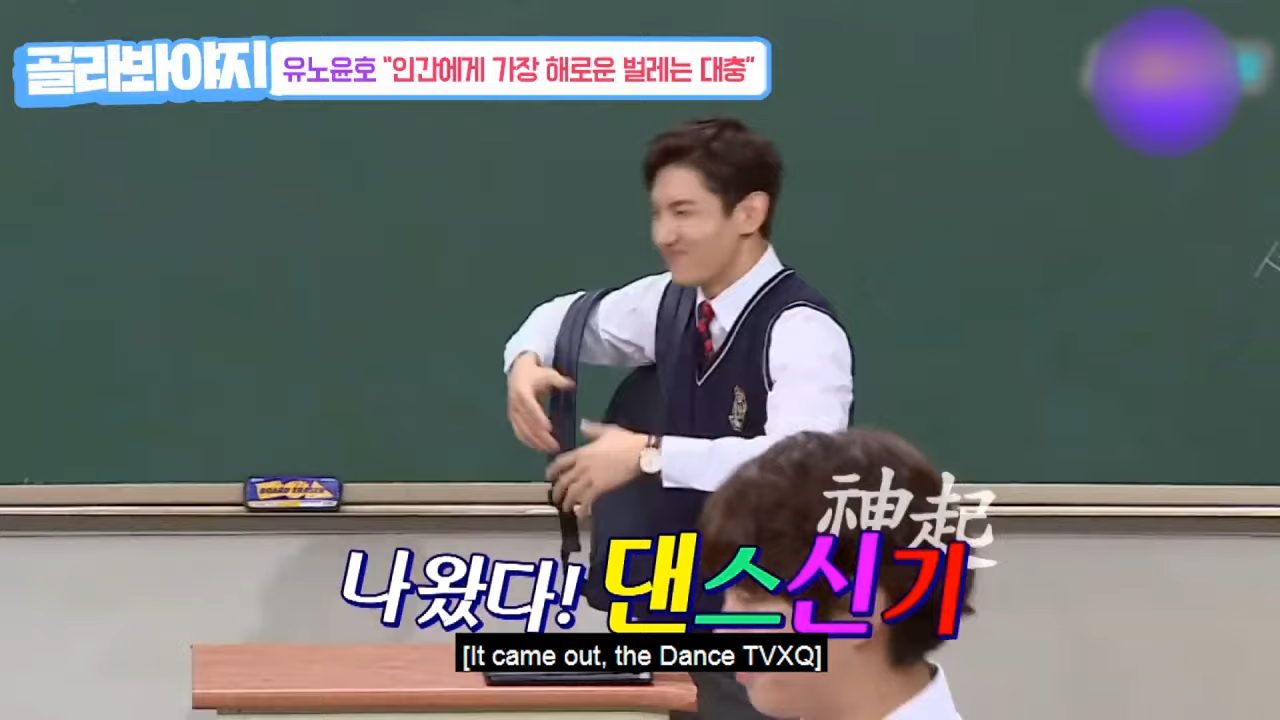 골라봐야지
유노윤호 "인간에게 가장 해로운 벌레는 대충"
BOARD ERASER
神起
나왔다! 댄스신기
[It came out, the Dance TVXQ]